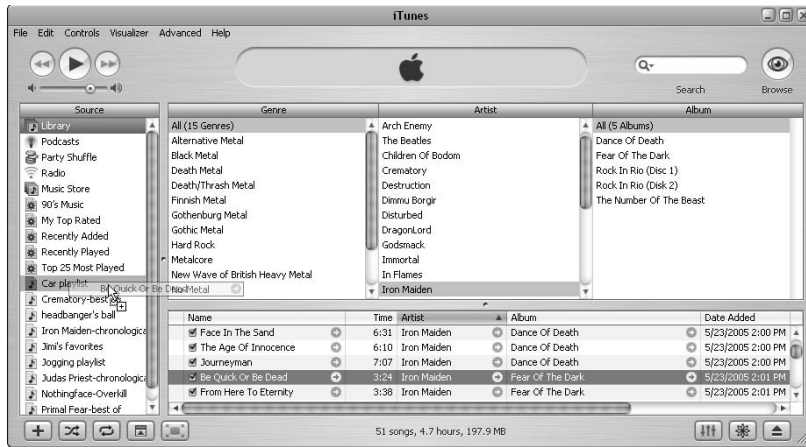 iTunes
File Edit Controls Visualizer Advanced Help
Search
Browse
Source
Library
Podcasts
Party Shuffle
Radio
Music Store
90's Music
My Top Rated
Recently Added
Recently Played
Top 25 Most Played
Car playlist
Be Quick Or Be Dead
Crematory-best
headbanger's ball
Iron Maiden-chronologica
Jimi's favorites
Jogging playlist
Judas Priest-chronologica
Nothingface-Overkill
Primal Fear-best of
Genre
All (15 Genres)
Alternative Metal
Black Metal
Death Metal
Death/Thrash Metal
Finnish Metal
Gothenburg Metal
Gothic Metal
Hard Rock
Metalcore
New Wave of British Heavy Metal
Metal
Artist
Arch Enemy
The Beatles
Children Of Bodom
Crematory
Destruction
Dimmu Borgir
Disturbed
DragonLord
Godsmack
Immortal
In Flames
Iron Maiden
Album
All (5 Albums)
Dance Of Death
Fear Of The Dark
Rock In Rio (Disc 1)
Rock In Rio (Disk 2)
The Number Of The Beast
Name Time Artist Album Date Added
Face In The Sand 6:31 Iron Maiden Dance Of Death 5/23/2005 2:00 PM
The Age Of Innocence 6:10 Iron Maiden Dance Of Death 5/23/2005 2:00 PM
Journeyman 7:07 Iron Maiden Dance Of Death 5/23/2005 2:00 PM
Be Quick Or Be Dead 3:24 Iron Maiden Fear Of The Dark 5/23/2005 2:01 PM
From Here To Eternity 3:38 Iron Maiden Fear Of The Dark 5/23/2005 2:01 PM
51 songs, 4.7 hours, 197.9 MB